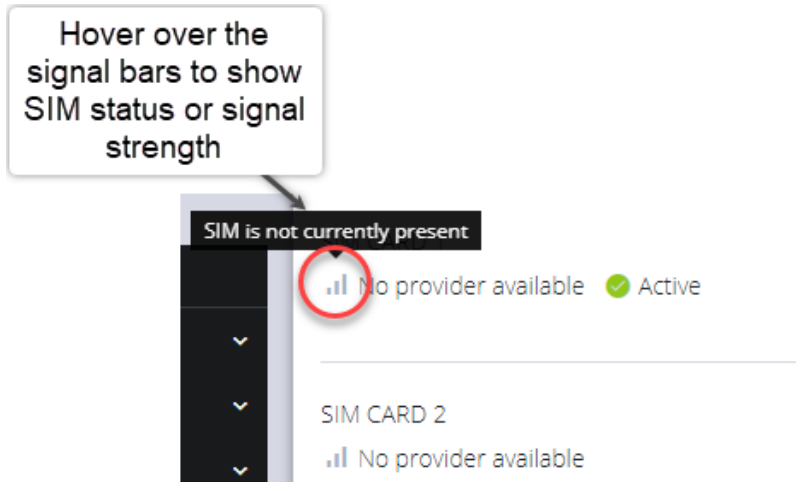 Hover over the
signal bars to show
SIM status or signal
strength
SIM is not currently present
No provider available Active
SIM CARD 2
No provider available